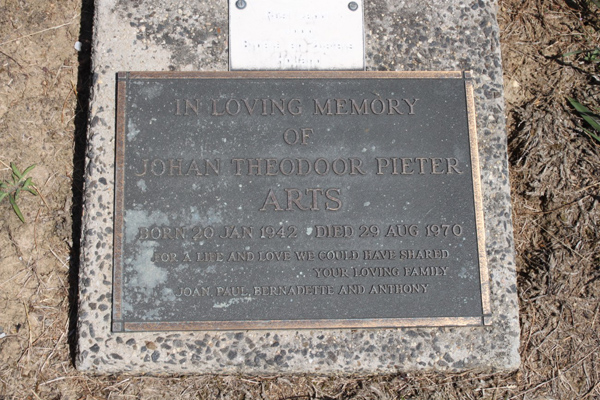 IN LOVING MEMORY
OF
JOHAN THEODOOR PIETER
ARTS
BORN 20 JAN 1942 DIED 29 AUG 1970
FOR A LIFE AND LOVE WE COULD HAVE SHARED
YOUR LOVING FAMILY
JOAN, PAUL, BERNADETTE AND ANTHONY